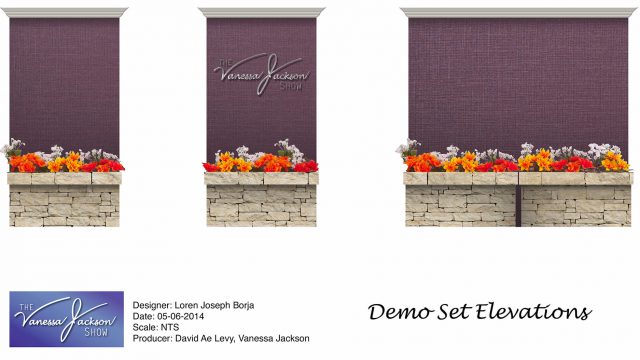 THE
Vanessa Jackson
SHOW
THE
Vanessa Jackson
SHOW
Designer: Loren Joseph Borja
Date: 05-06-2014
Scale: NTS
Producer: David Ae Levy, Vanessa Jackson
Demo Set Elevations